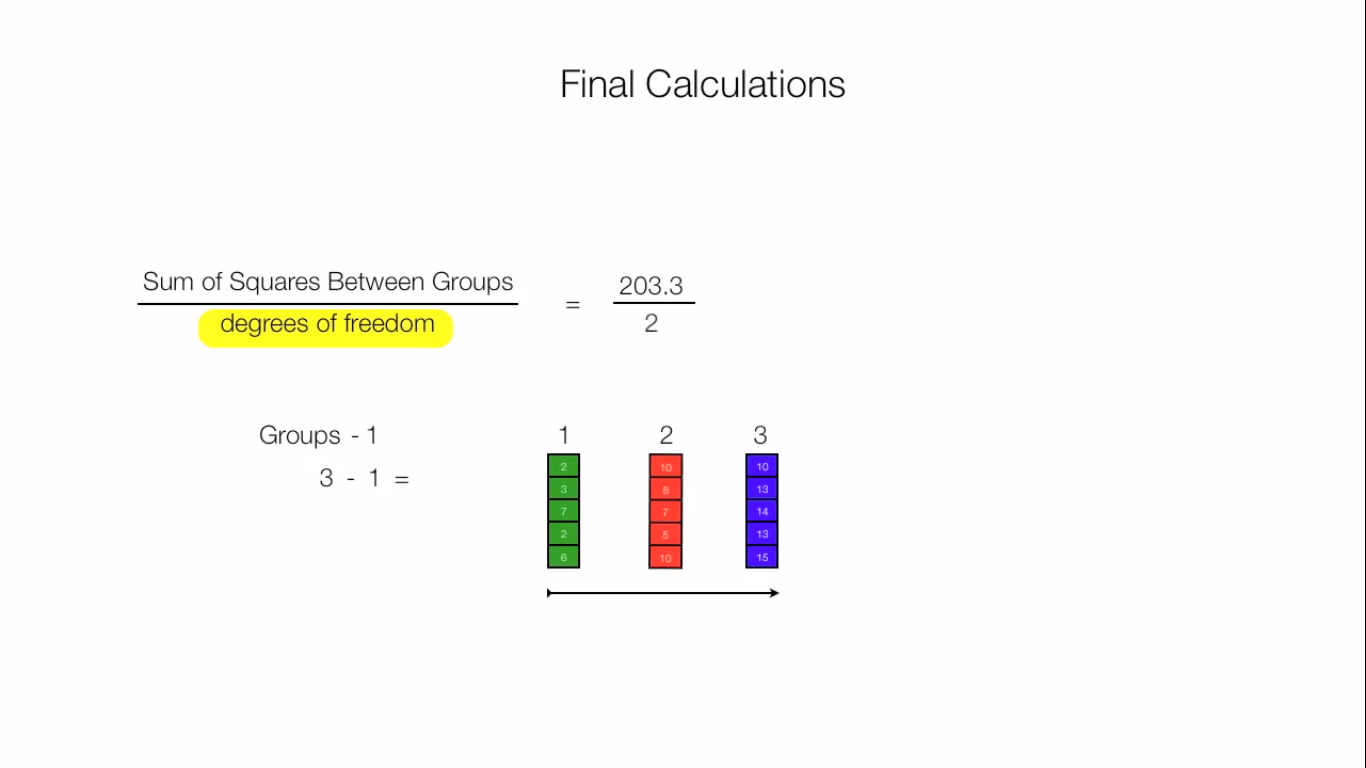 Final Calculations
Sum of Squares Between Groups
degrees of freedom
=
203.3
2
Groups - 1
3 - 1 =
1 2 3
2 10 10
3 8 13
7 7 14
2 5 13
6 10 15